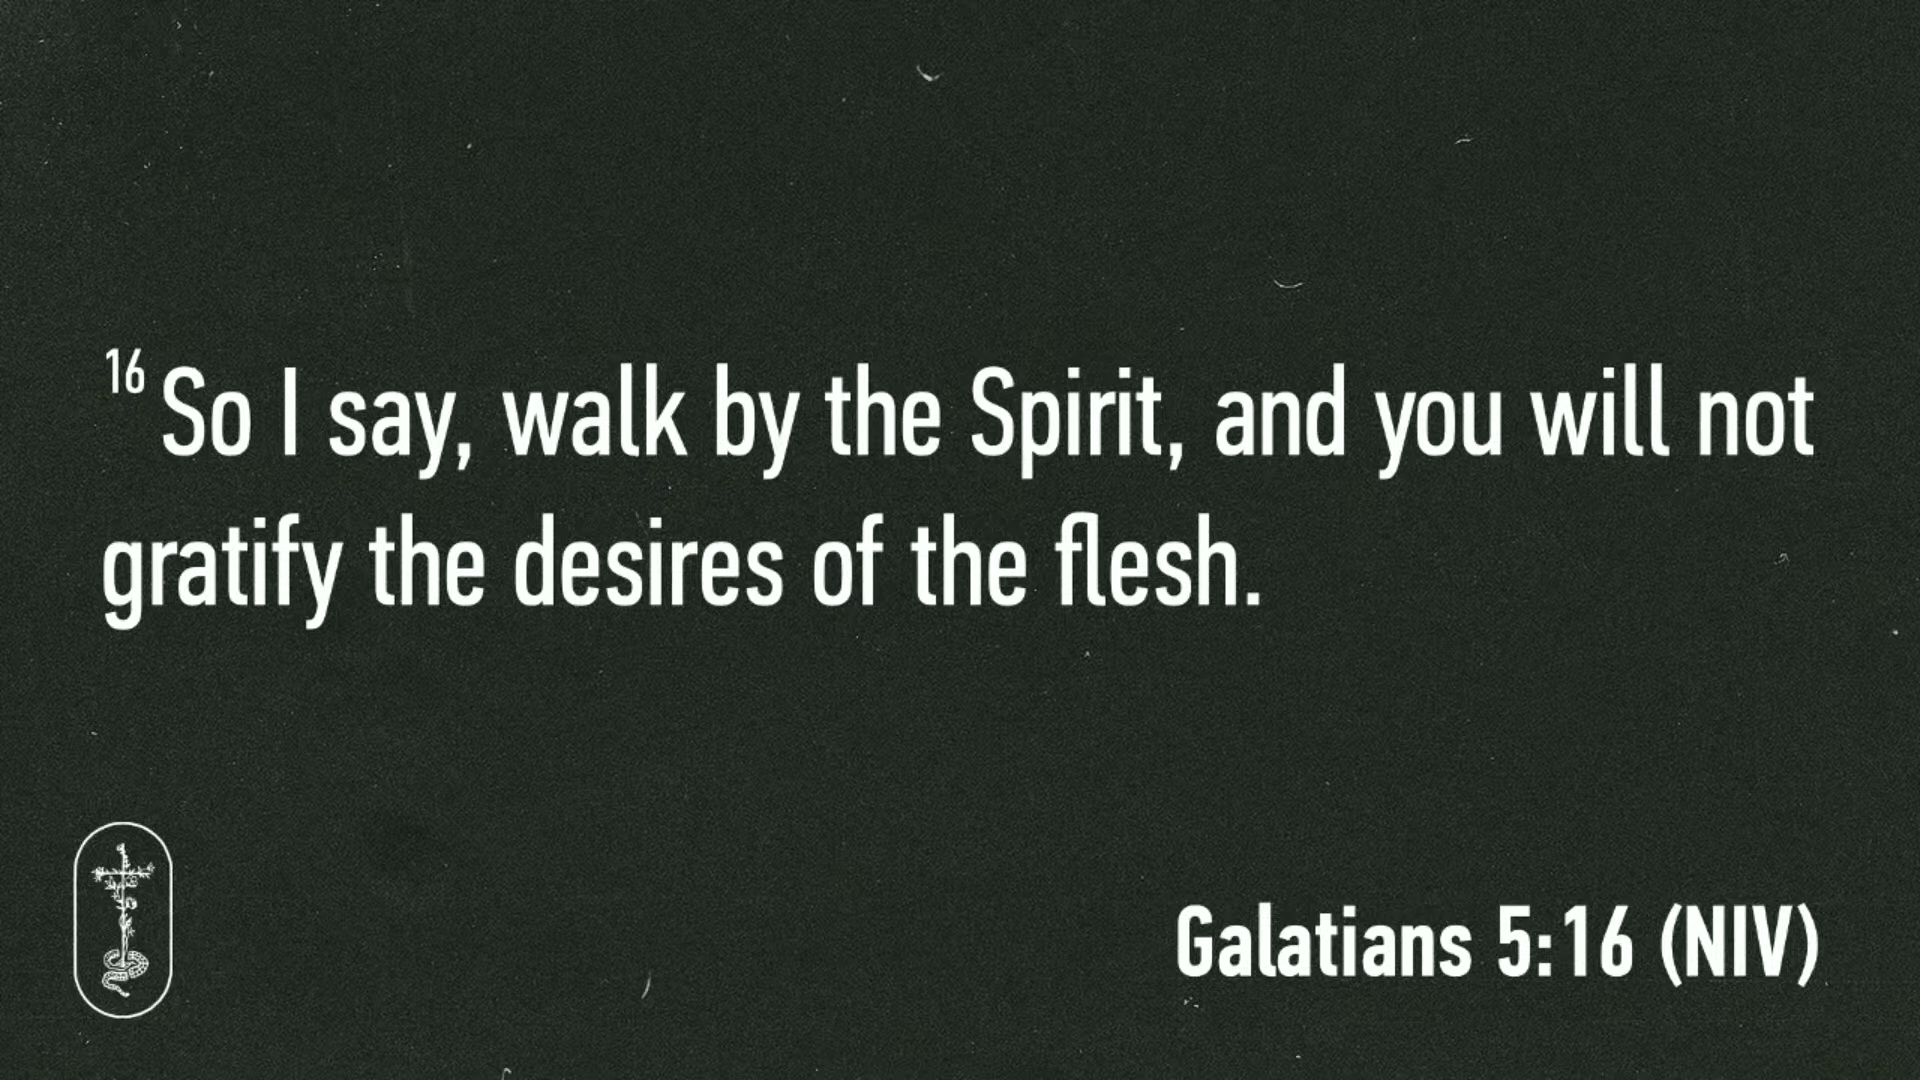 16 So I say, walk by the Spirit, and you will not
gratify the desires of the flesh.
Galatians 5:16 (NIV)